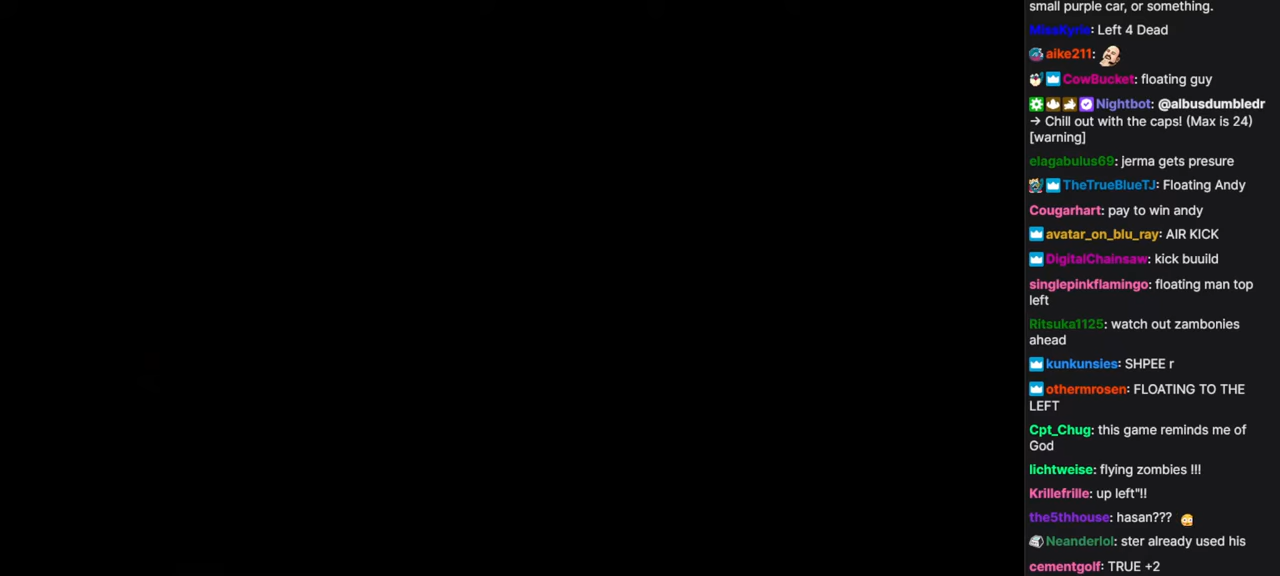 small purple car, or something.
MissKyrie: Left 4 Dead
aike211:
CowBucket: floating guy
Nightbot: @albusdumbledr
→ Chill out with the caps! (Max is 24)
[warning]
elagabulus69: jerma gets presure
TheTrueBlueTJ: Floating Andy
Cougarhart: pay to win andy
avatar_on_blu_ray: AIR KICK
DigitalChainsaw: kick buuild
singlepinkflamingo: floating man top
left
Ritsuka1125: watch out zambonies
ahead
kunkunsies: SHPEE r
othermrosen: FLOATING TO THE
LEFT
Cpt_Chug: this game reminds me of
God
lichtweise: flying zombies !!!
Krillefrille: up left"!!
the5thhouse: hasan???
Neanderlol: ster already used his
cementgolf: TRUE +2